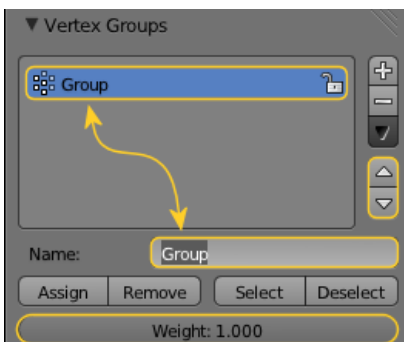 Vertex Groups
Group
Name: Group
Assign Remove Select Deselect
Weight: 1.000